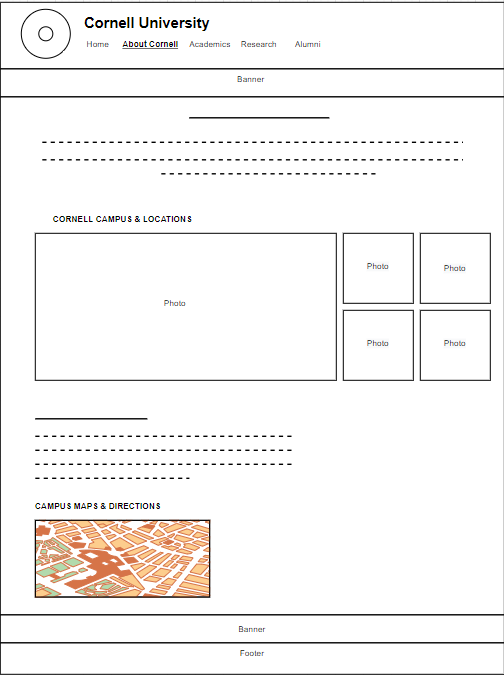 Cornell University
Home About Cornell Academics Research Alumni
Banner
CORNELL CAMPUS & LOCATIONS
Photo
Photo
Photo
Photo
Photo
CAMPUS MAPS & DIRECTIONS
Banner
Footer